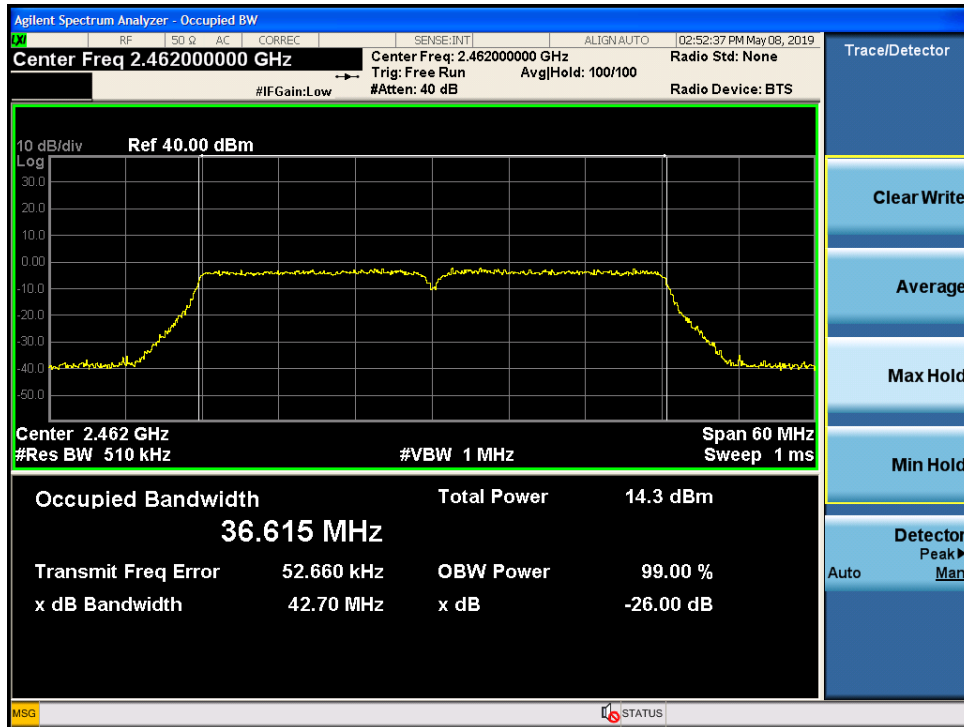 Agilent Spectrum Analyzer - Occupied BW
LXI RF 50 Ω AC CORREC SENSE:INT ALIGN AUTO 02:52:37 PM May 08, 2019
Center Freq 2.462000000 GHz
Center Freq: 2.462000000 GHz
Radio Std: None
Trig: Free Run Avg|Hold: 100/100
#IFGain:Low
#Atten: 40 dB
Radio Device: BTS
10 dB/div Ref 40.00 dBm
Log
30.0
20.0
10.0
0.00
-10.0
-20.0
-30.0
-40.0
-50.0
Center 2.462 GHz Span 60 MHz
#Res BW 510 kHz #VBW 1 MHz Sweep 1 ms
Occupied Bandwidth Total Power 14.3 dBm
36.615 MHz
Transmit Freq Error 52.660 kHz OBW Power 99.00 %
x dB Bandwidth 42.70 MHz x dB -26.00 dB
MSG STATUS
Trace/Detector
Clear Write
Average
Max Hold
Min Hold
Detector
Peak
Auto Man